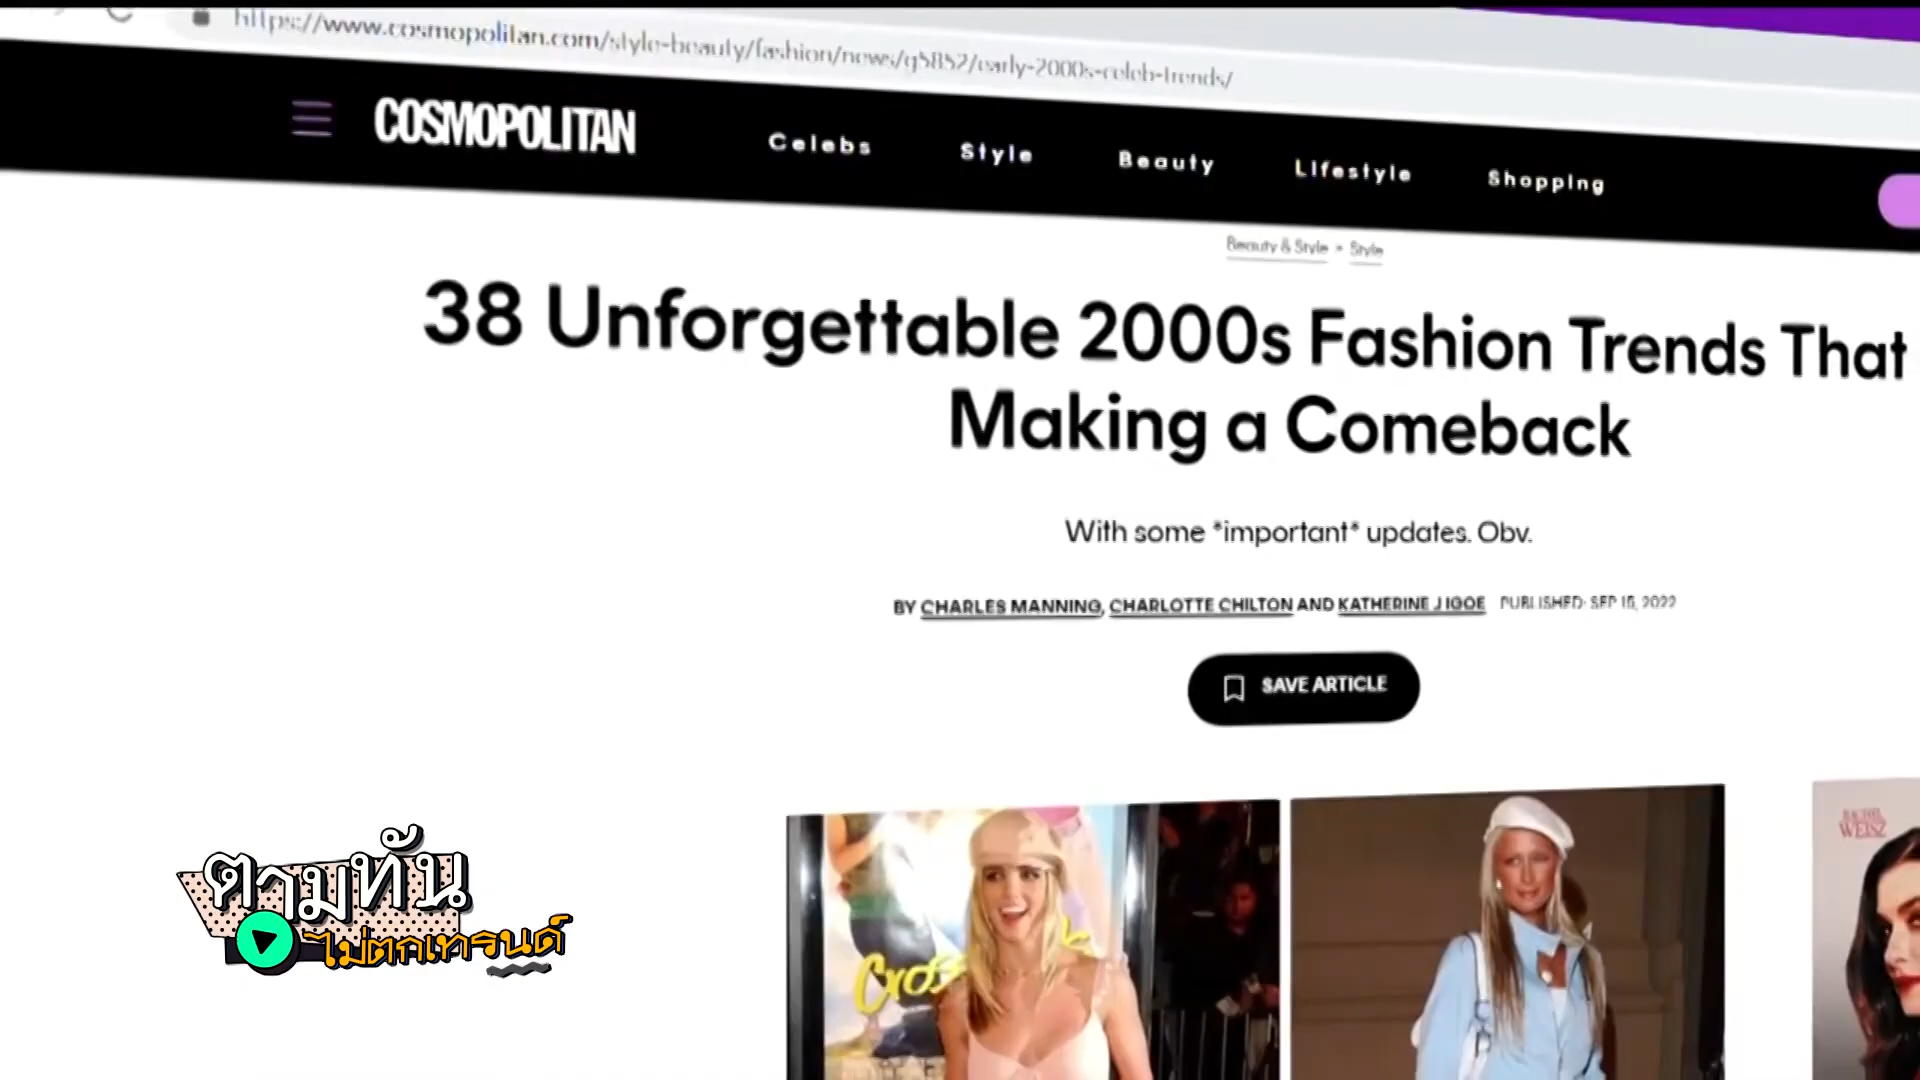 https://www.cosmopolitan.com/style-beauty/fashion/news/g5852/early-2000s-celeb-trends/
COSMOPOLITAN
Celebs
Style
Beauty
Lifestyle
Shopping
Beauty & Style • Style
38 Unforgettable 2000s Fashion Trends That
Making a Comeback
With some *important* updates. Obv.
BY CHARLES MANNING, CHARLOTTE CHILTON AND KATHERINE J IGOE PUBLISHED: SEP 15, 2022
SAVE ARTICLE
RACHEL
WEISZ
Cros
ตามทัน
ไม่ตกเทรนด์